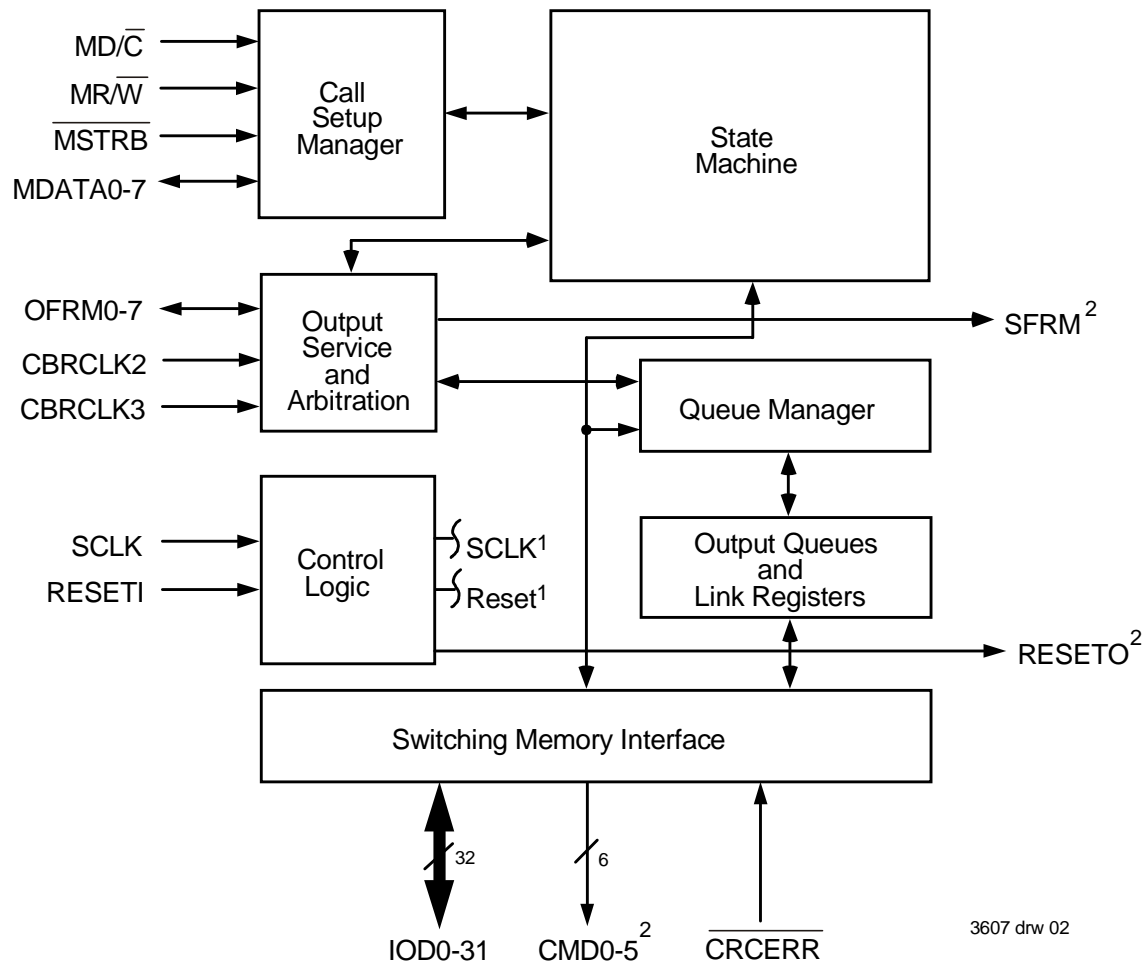 MD/C̅
MR/W̅
M̅S̅T̅R̅B̅
MDATA0-7
Call
Setup
Manager
State
Machine
OFRM0-7
CBRCLK2
CBRCLK3
Output
Service
and
Arbitration
SFRM²
Queue Manager
SCLK
RESETI
Control
Logic
SCLK¹
Reset¹
Output Queues
and
Link Registers
RESETO²
Switching Memory Interface
32
6
IOD0-31
CMD0-5²
C̅R̅C̅E̅R̅R̅
3607 drw 02